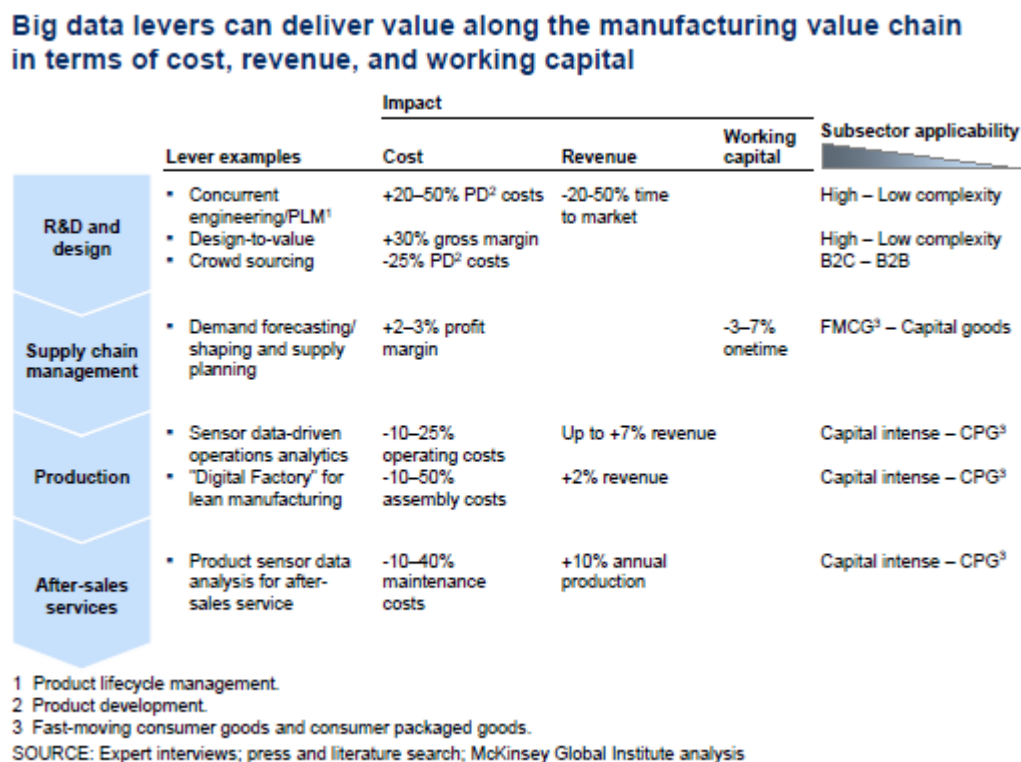 Big data levers can deliver value along the manufacturing value chain
in terms of cost, revenue, and working capital
Impact
Lever examples
Cost
Revenue
Working
capital
Subsector applicability
R&D and
design
▪ Concurrent
engineering/PLM¹
+20–50% PD² costs
-20-50% time
to market
High – Low complexity
▪ Design-to-value
+30% gross margin
High – Low complexity
▪ Crowd sourcing
-25% PD² costs
B2C – B2B
Supply chain
management
▪ Demand forecasting/
shaping and supply
planning
+2–3% profit
margin
-3–7%
onetime
FMCG³ – Capital goods
Production
▪ Sensor data-driven
operations analytics
-10–25%
operating costs
Up to +7% revenue
Capital intense – CPG³
▪ "Digital Factory" for
lean manufacturing
-10–50%
assembly costs
+2% revenue
Capital intense – CPG³
After-sales
services
▪ Product sensor data
analysis for after-
sales service
-10–40%
maintenance
costs
+10% annual
production
Capital intense – CPG³
1 Product lifecycle management.
2 Product development.
3 Fast-moving consumer goods and consumer packaged goods.
SOURCE: Expert interviews; press and literature search; McKinsey Global Institute analysis